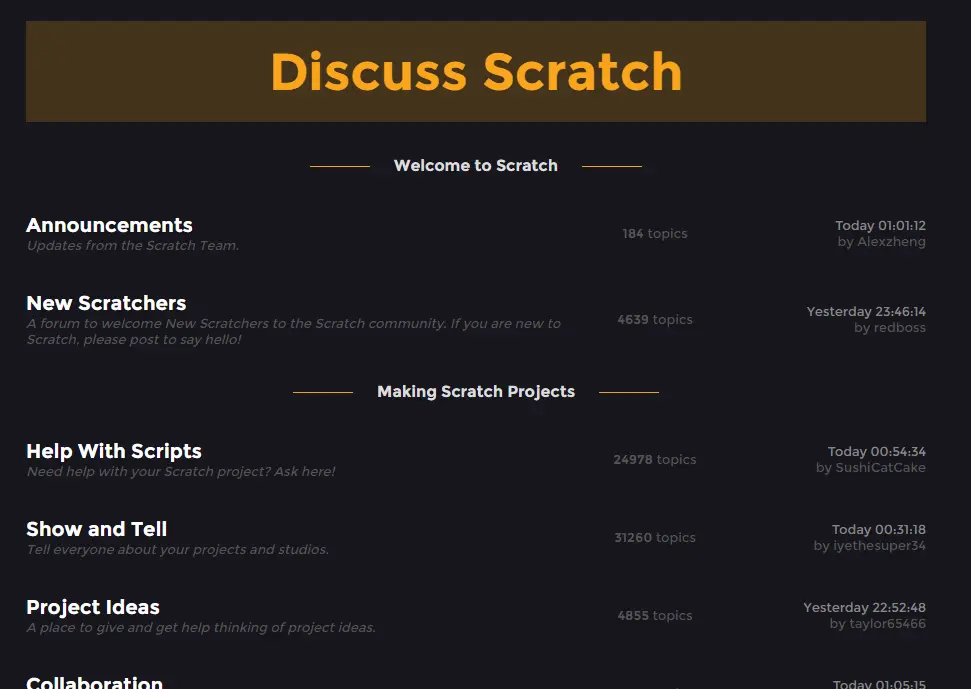 Discuss Scratch
Welcome to Scratch
Announcements
Updates from the Scratch Team.
184 topics
Today 01:01:12
by Alexzheng
New Scratchers
A forum to welcome New Scratchers to the Scratch community. If you are new to
Scratch, please post to say hello!
4639 topics
Yesterday 23:46:14
by redboss
Making Scratch Projects
Help With Scripts
Need help with your Scratch project? Ask here!
24978 topics
Today 00:54:34
by SushiCatCake
Show and Tell
Tell everyone about your projects and studios.
31260 topics
Today 00:31:18
by iyethesuper34
Project Ideas
A place to give and get help thinking of project ideas.
4855 topics
Yesterday 22:52:48
by taylor65466
Collaboration
Today 01:05:15